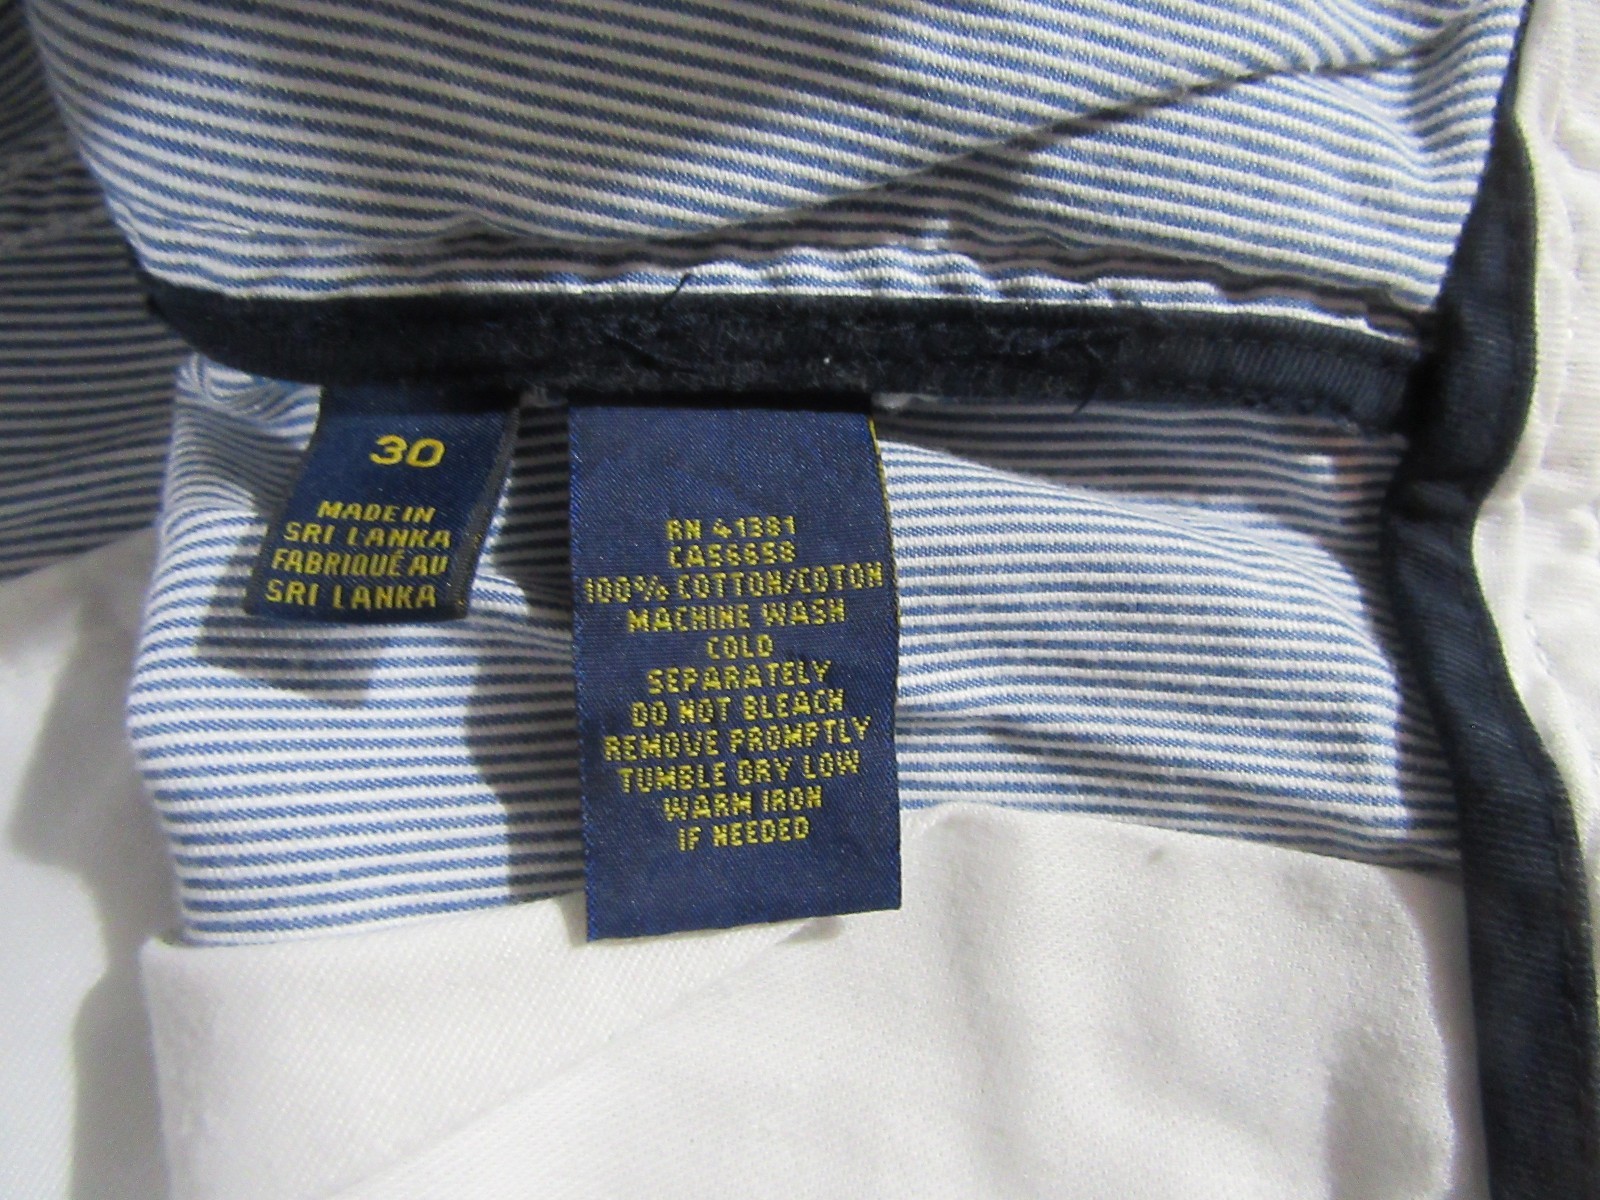 30
MADE IN
SRI LANKA
FABRIQUÉ AU
SRI LANKA
RN 41381
CA56658
100% COTTON/COTON
MACHINE WASH
COLD
SEPARATELY
DO NOT BLEACH
REMOVE PROMPTLY
TUMBLE DRY LOW
WARM IRON
IF NEEDED